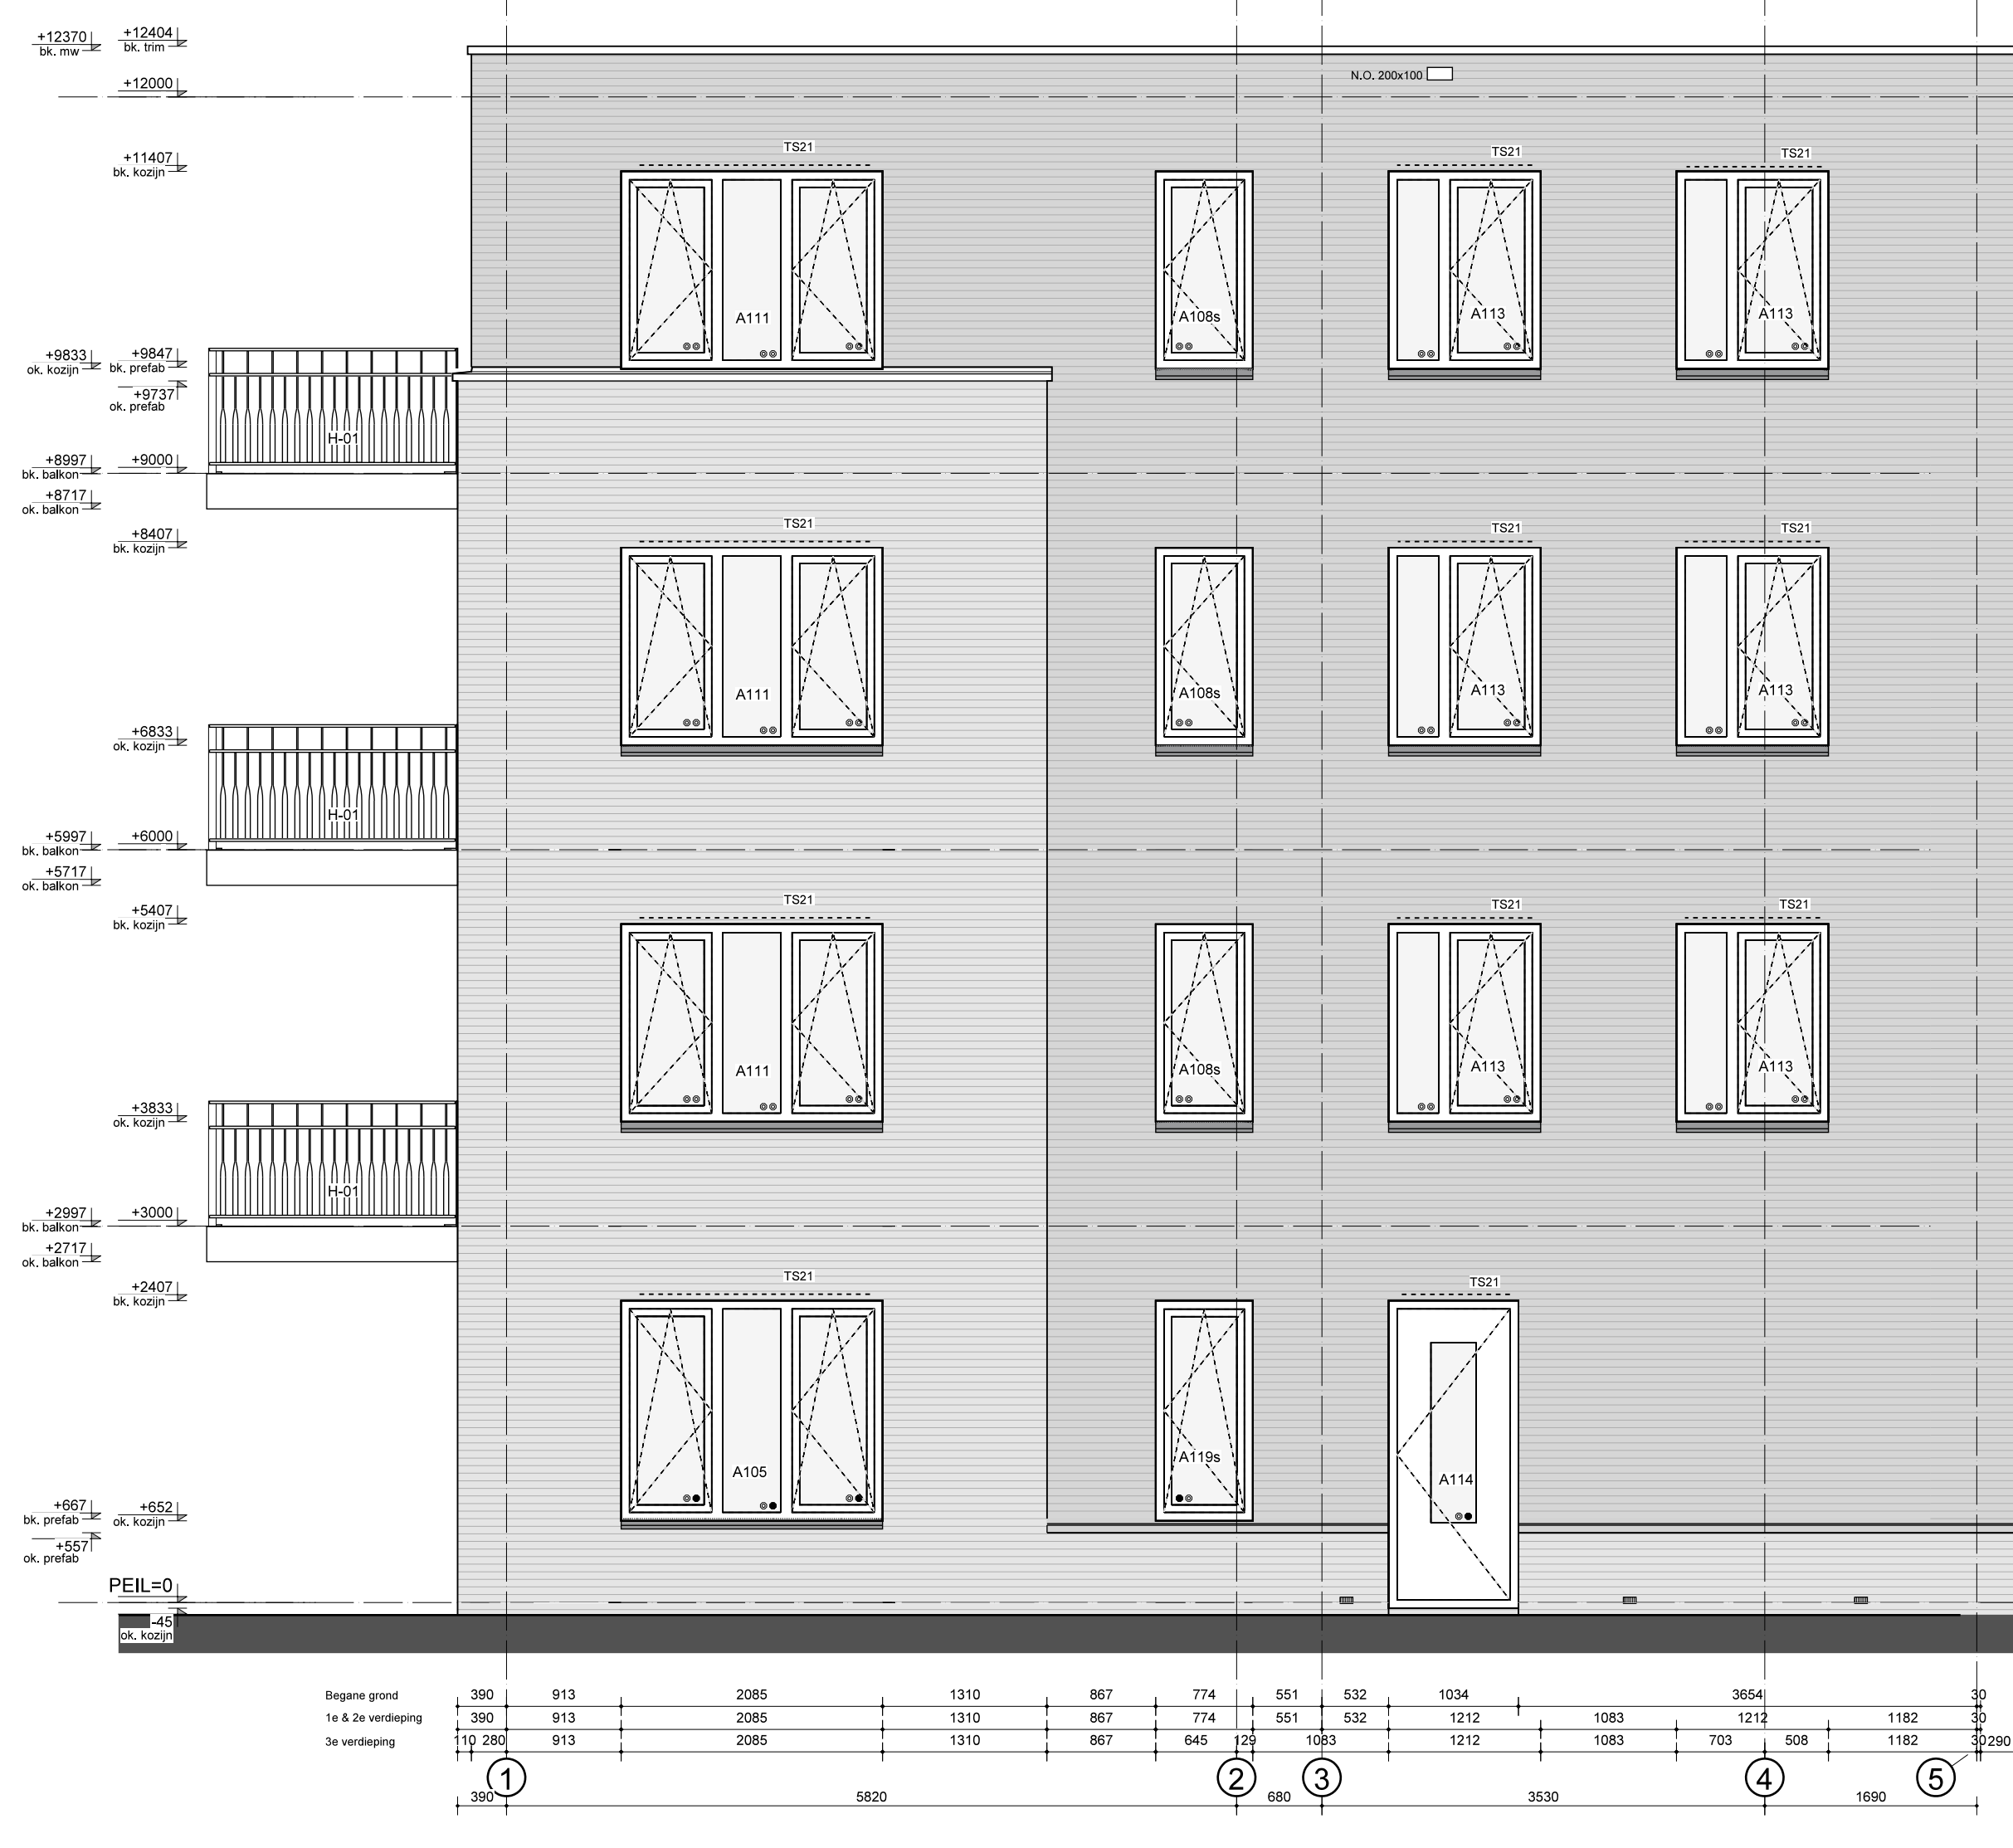 +12370 +12404
bk. mw bk. trim
N.O. 200x100
+12000
TS21 TS21 TS21
+11407
bk. kozijn
A111 A108s A113 A113
+9833 +9847
ok. kozijn bk. prefab
+9737
ok. prefab
H-01
+8997 +9000
bk. balkon
+8717
ok. balkon
TS21 TS21 TS21
+8407
bk. kozijn
A111 A108s A113 A113
+6833
ok. kozijn
H-01
+5997 +6000
bk. balkon
+5717
ok. balkon
TS21 TS21 TS21
+5407
bk. kozijn
A111 A108s A113 A113
+3833
ok. kozijn
H-01
+2997 +3000
bk. balkon
+2717
ok. balkon
TS21 TS21
+2407
bk. kozijn
A105 A119s A114
+667 +652
bk. prefab ok. kozijn
+557
ok. prefab
PEIL=0
-45
ok. kozijn
Begane grond 390 913 2085 1310 867 774 551 532 1034 3654 30
1e & 2e verdieping 390 913 2085 1310 867 774 551 532 1212 1083 1212 1182 30
3e verdieping 110 280 913 2085 1310 867 645 129 1083 1212 1083 703 508 1182 30 290
1 2 3 4 5
390 5820 680 3530 1690